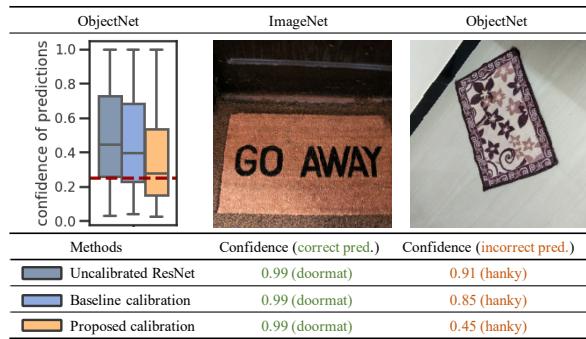 ObjectNet ImageNet ObjectNet
1.0
0.8
0.6
0.4
0.2
0.0
confidence of predictions
GO AWAY
Methods Confidence (correct pred.) Confidence (incorrect pred.)
Uncalibrated ResNet 0.99 (doormat) 0.91 (hanky)
Baseline calibration 0.99 (doormat) 0.85 (hanky)
Proposed calibration 0.99 (doormat) 0.45 (hanky)